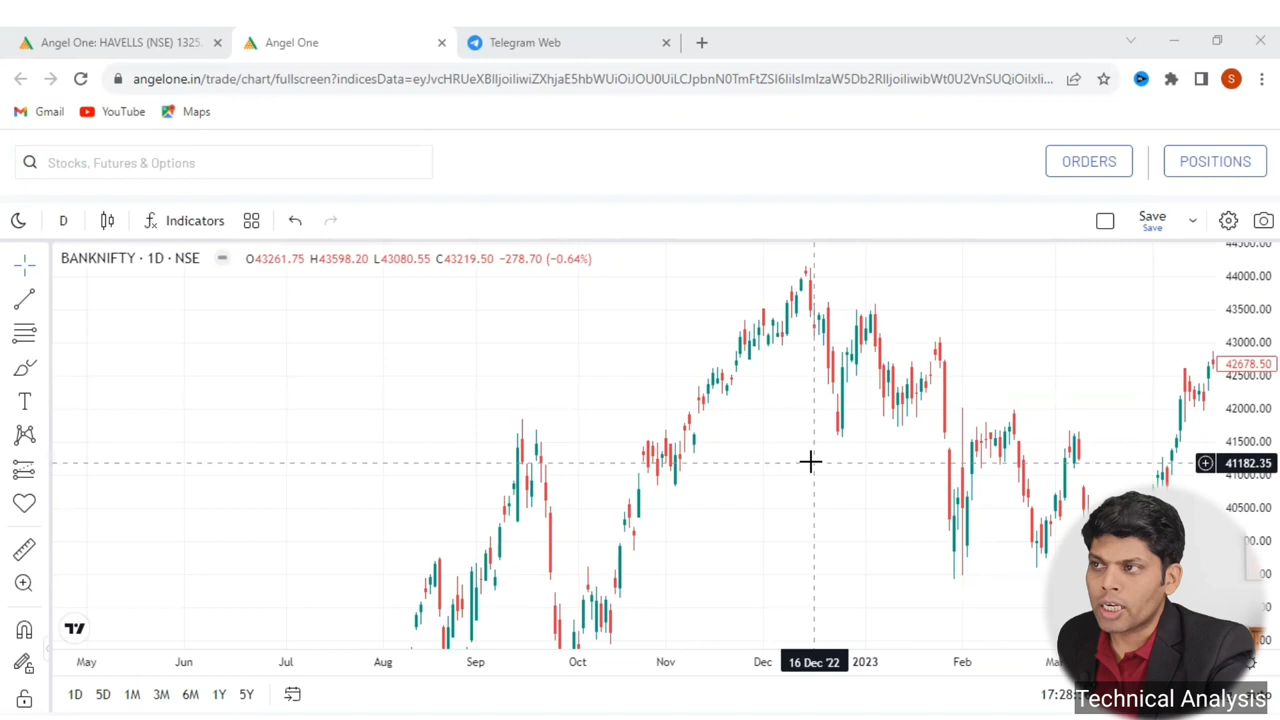 Angel One: HAVELLS (NSE) 1325.
Angel One
Telegram Web
angelone.in/trade/chart/fullscreen?indicesData=
Gmail
YouTube
Maps
S
Stocks, Futures & Options
ORDERS
POSITIONS
D
Indicators
Save
Save
BANKNIFTY · 1D · NSE
O43261.75 H43598.20 L43080.55 C43219.50 -278.70 (-0.64%)
44500.00
44000.00
43500.00
43000.00
42678.50
42500.00
42000.00
41500.00
41182.35
41000.00
40500.00
May
Jun
Jul
Aug
Sep
Oct
Nov
Dec
16 Dec '22
2023
Feb
1D
5D
1M
3M
6M
1Y
5Y
17:28:
Technical Analysis